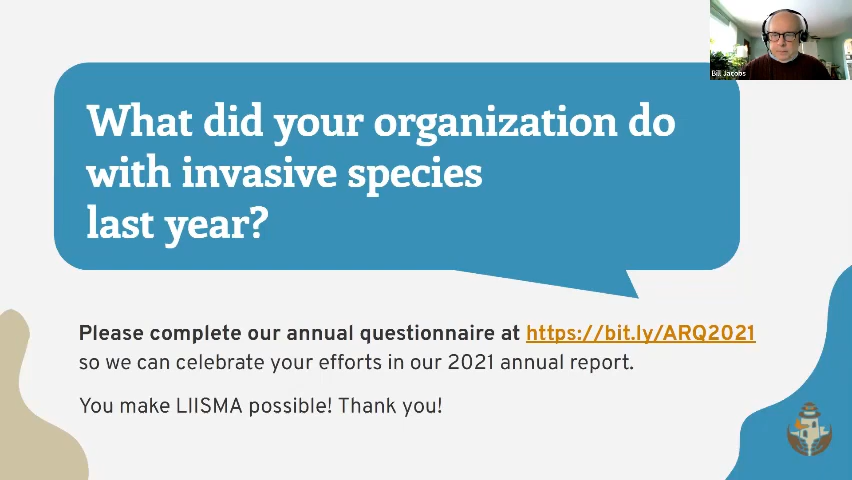 Bill Jacobs
What did your organization do
with invasive species
last year?
Please complete our annual questionnaire at https://bit.ly/ARQ2021
so we can celebrate your efforts in our 2021 annual report.
You make LIISMA possible! Thank you!